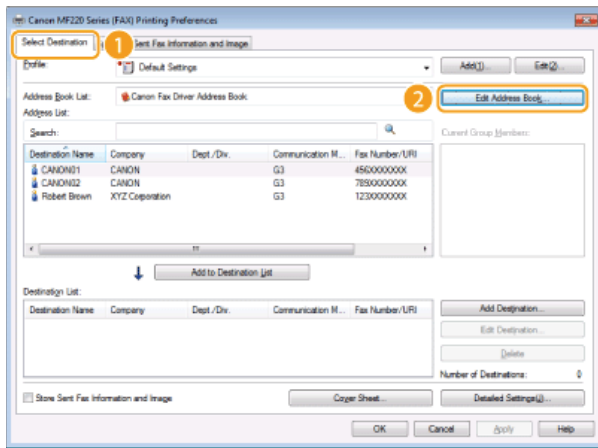 Canon MF220 Series (FAX) Printing Preferences
Select Destination 1 Sent Fax Information and Image
Profile: Default Settings Add(1)... Edit(2)...
Address Book List: Canon Fax Driver Address Book 2 Edit Address Book...
Address List:
Search: Current Group Members:
Destination Name Company Dept./Div. Communication M... Fax Number/URI
CANON01 CANON G3 456XXXXXXX
CANON02 CANON G3 789XXXXXXX
Robert Brown XYZ Corporation G3 123XXXXXXX
Add to Destination List
Destination List:
Destination Name Company Dept./Div. Communication M... Fax Number/URI
Add Destination...
Edit Destination...
Delete
Number of Destinations: 0
Store Sent Fax Information and Image Cover Sheet... Detailed Settings(J)...
OK Cancel Apply Help